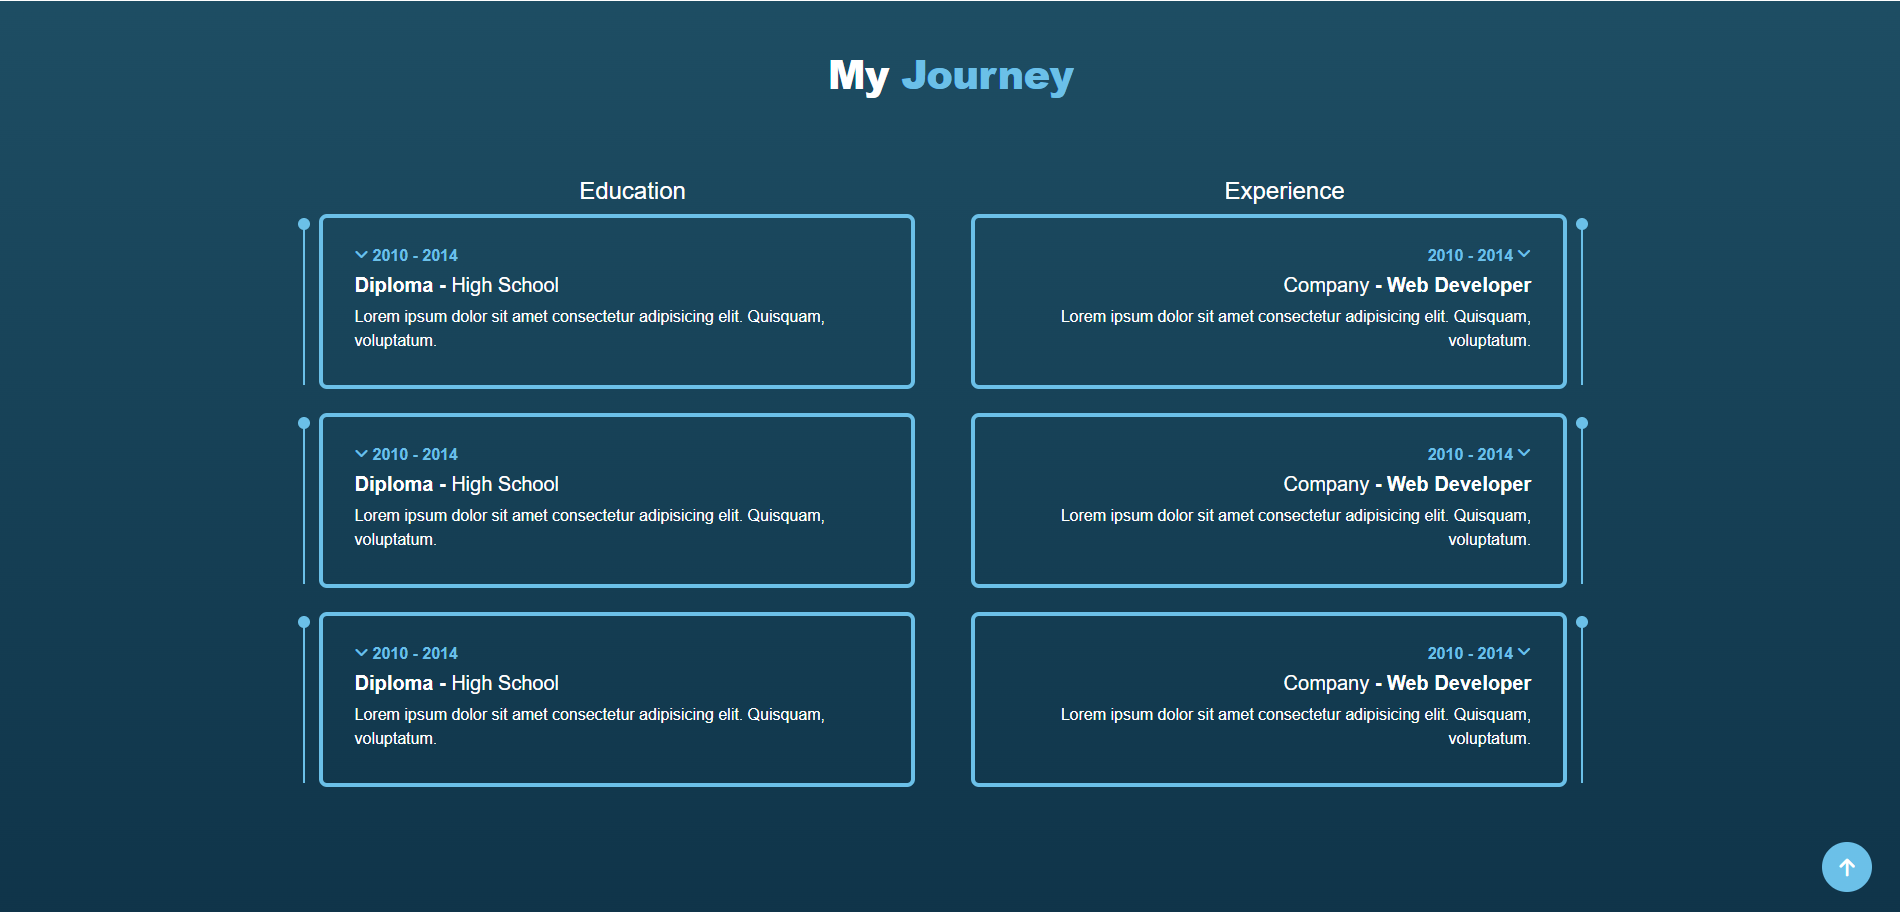 My Journey
Education
2010 - 2014
Diploma - High School
Lorem ipsum dolor sit amet consectetur adipisicing elit. Quisquam,
voluptatum.
2010 - 2014
Diploma - High School
Lorem ipsum dolor sit amet consectetur adipisicing elit. Quisquam,
voluptatum.
2010 - 2014
Diploma - High School
Lorem ipsum dolor sit amet consectetur adipisicing elit. Quisquam,
voluptatum.
Experience
2010 - 2014
Company - Web Developer
Lorem ipsum dolor sit amet consectetur adipisicing elit. Quisquam,
voluptatum.
2010 - 2014
Company - Web Developer
Lorem ipsum dolor sit amet consectetur adipisicing elit. Quisquam,
voluptatum.
2010 - 2014
Company - Web Developer
Lorem ipsum dolor sit amet consectetur adipisicing elit. Quisquam,
voluptatum.